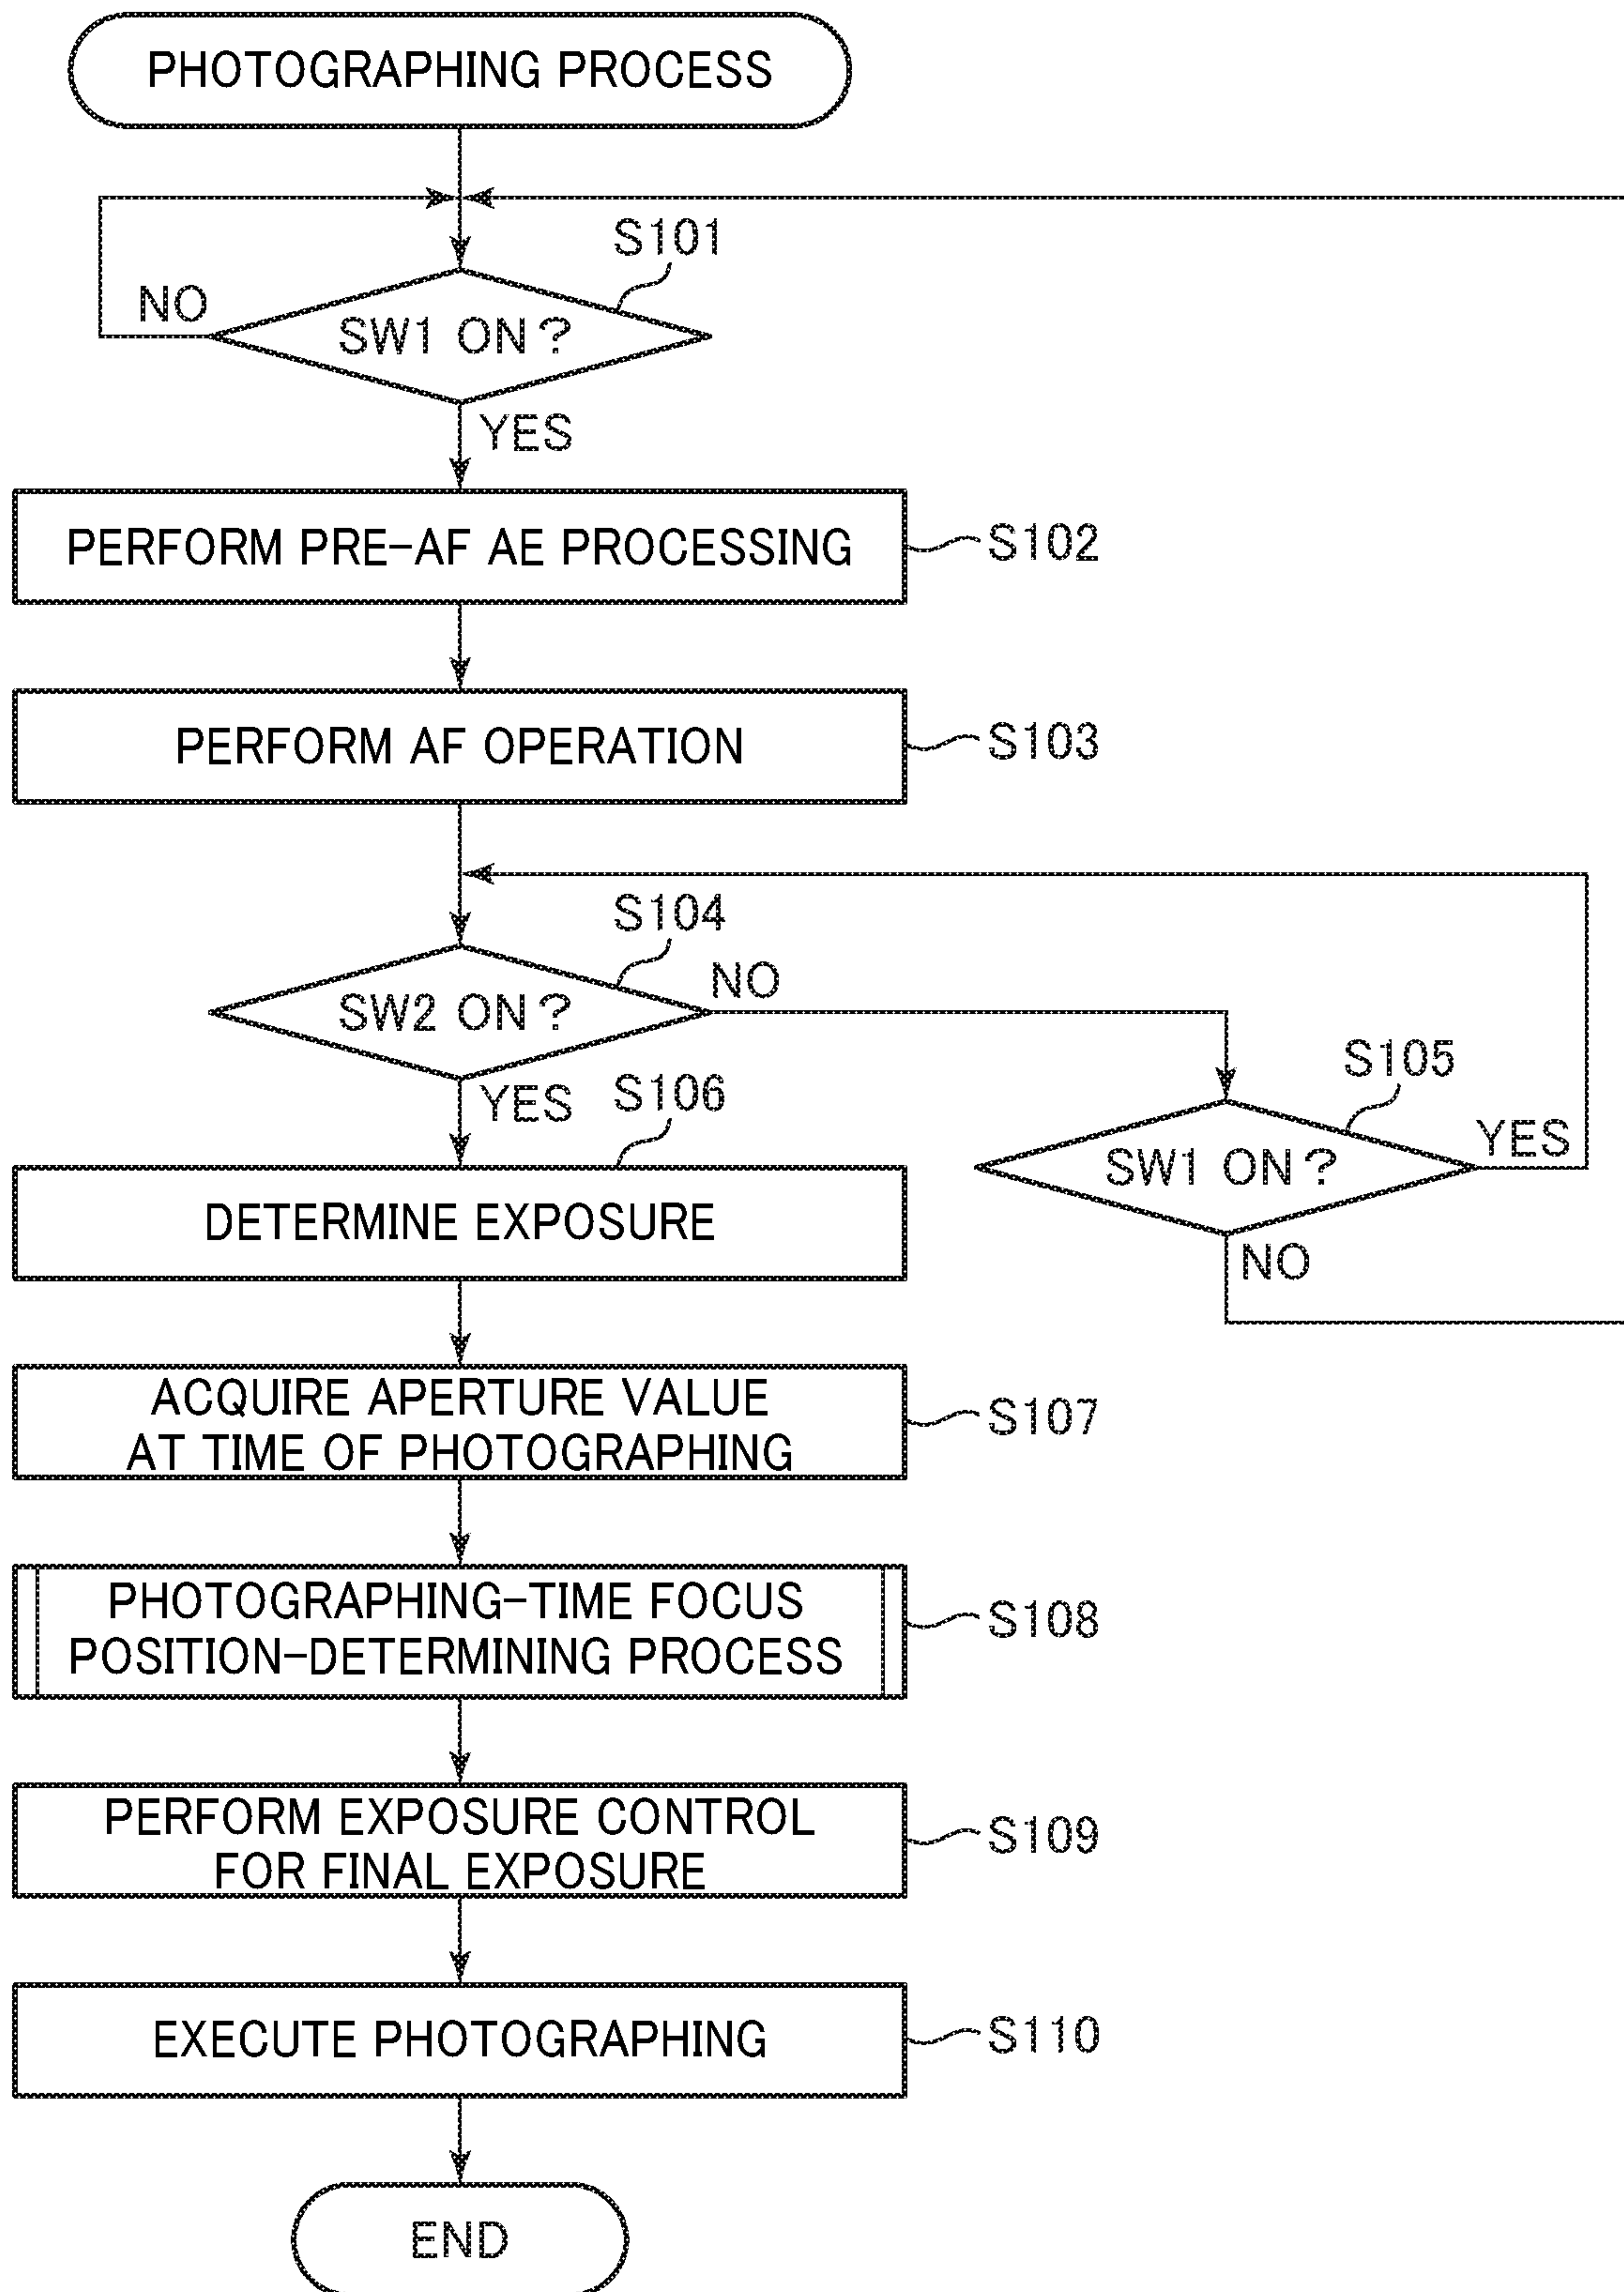 PHOTOGRAPHING PROCESS
S101
NO
SW1 ON?
YES
PERFORM PRE-AF AE PROCESSING
S102
PERFORM AF OPERATION
S103
S104
NO
SW2 ON?
S105
YES
S106
YES
SW1 ON?
DETERMINE EXPOSURE
NO
ACQUIRE APERTURE VALUE
AT TIME OF PHOTOGRAPHING
S107
PHOTOGRAPHING-TIME FOCUS
POSITION-DETERMINING PROCESS
S108
PERFORM EXPOSURE CONTROL
FOR FINAL EXPOSURE
S109
EXECUTE PHOTOGRAPHING
S110
END